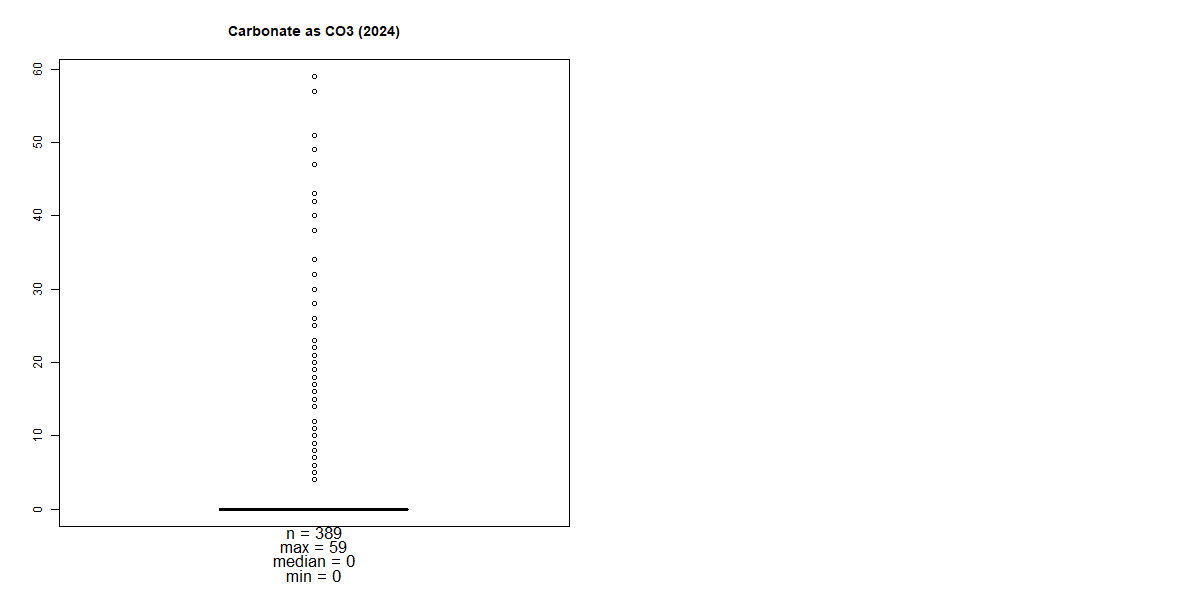 Carbonate as CO3 (2024)
60
50
40
30
20
10
0
n = 389
max = 59
median = 0
min = 0